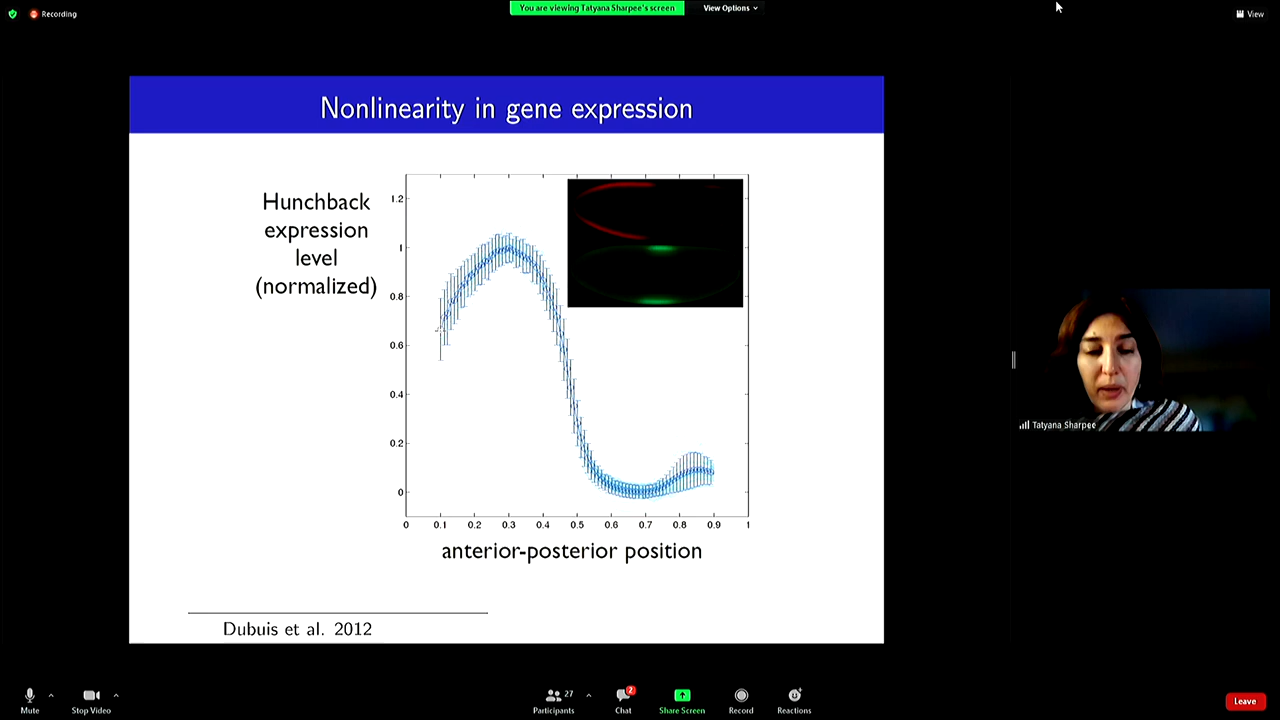 Recording
You are viewing Tatyana Sharpee's screen
View Options
View
Nonlinearity in gene expression
Hunchback
expression
level
(normalized)
1.2
1
0.8
0.6
0.4
0.2
0
0 0.1 0.2 0.3 0.4 0.5 0.6 0.7 0.8 0.9 1
anterior-posterior position
Dubuis et al. 2012
Tatyana Sharpee
Mute
Stop Video
27
Participants
2
Chat
Share Screen
Record
Reactions
Leave